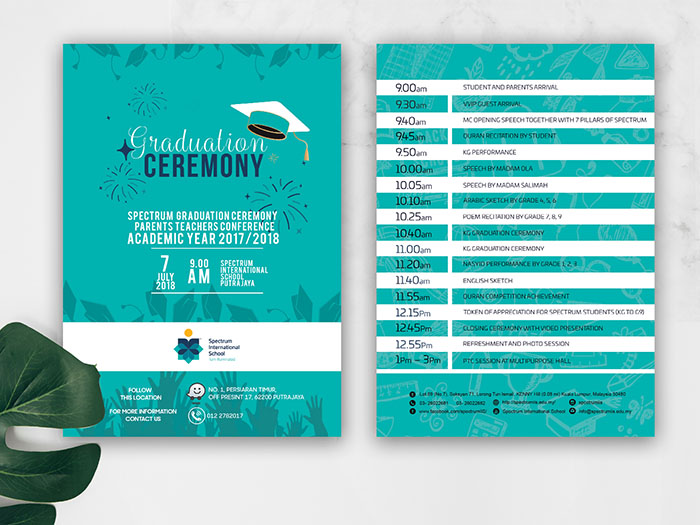 Graduation
CEREMONY
SPECTRUM GRADUATION CEREMONY
PARENTS TEACHERS CONFERENCE
ACADEMIC YEAR 2017/2018
7
JULY
2018
9.00
AM
SPECTRUM
INTERNATIONAL
SCHOOL
PUTRAJAYA
Spectrum
International
School
FOLLOW
THIS LOCATION
NO. 1, PERSIARAN TIMUR,
OFF PRESINT 17, 62200 PUTRAJAYA
FOR MORE INFORMATION
CONTACT US
012 2782017
9.00am STUDENT AND PARENTS ARRIVAL
9.30am VVIP GUEST ARRIVAL
9.40am MC OPENING SPEECH TOGETHER WITH 7 PILLARS OF SPECTRUM
9.45am QURAN RECITATION BY STUDENT
9.50am KG PERFORMANCE
10.00am SPEECH BY MADAM OLA
10.05am SPEECH BY MADAM SALIMAH
10.10am ARABIC SKETCH BY GRADE 4, 5, 6
10.25am POEM RECITATION BY GRADE 7, 8, 9
10.40am KG GRADUATION CEREMONY
11.00am KG GRADUATION CEREMONY
11.20am NASYID PERFORMANCE BY GRADE 1, 2, 3
11.40am ENGLISH SKETCH
11.55am QURAN COMPETITION ACHIEVEMENT
12.15Pm TOKEN OF APPRECIATION FOR SPECTRUM STUDENTS (KG TO G9)
12.45Pm CLOSING CEREMONY WITH VIDEO PRESENTATION
12.55Pm REFRESHMENT AND PHOTO SESSION
1Pm – 3Pm PTC SESSION AT MULTIPURPOSE HALL
Kuala Lumpur, Malaysia
Spectrum International School